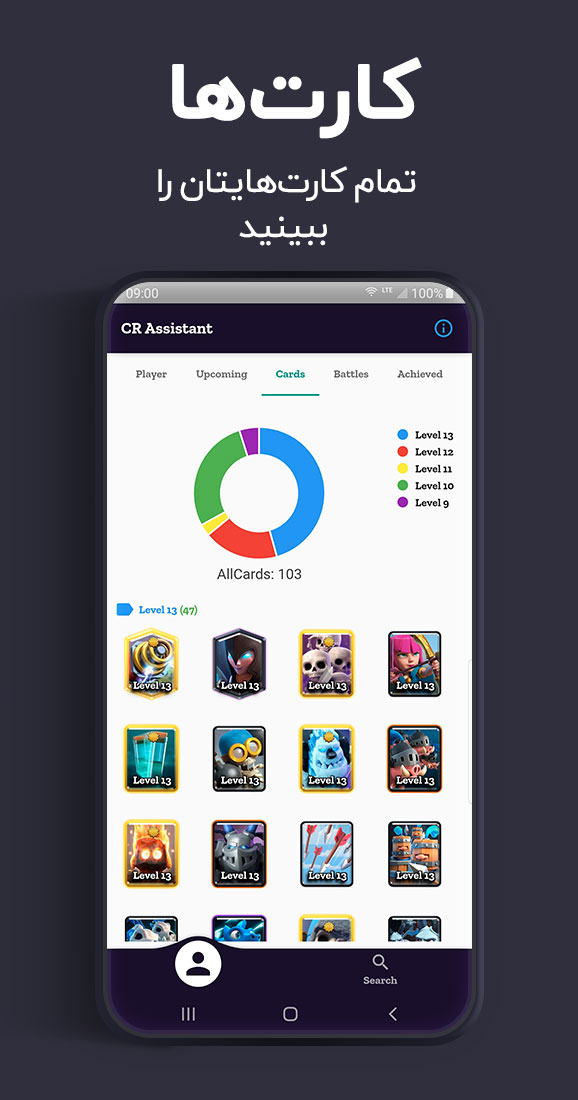 کارت‌ها
تمام کارت‌هایتان را
ببینید
09:00 LTE 100%
CR Assistant
Player Upcoming Cards Battles Achieved
Level 13
Level 12
Level 11
Level 10
Level 9
AllCards: 103
Level 13 (47)
Level 13 Level 13 Level 13 Level 13
Level 13 Level 13 Level 13 Level 13
Level 13 Level 13 Level 13 Level 13
Search